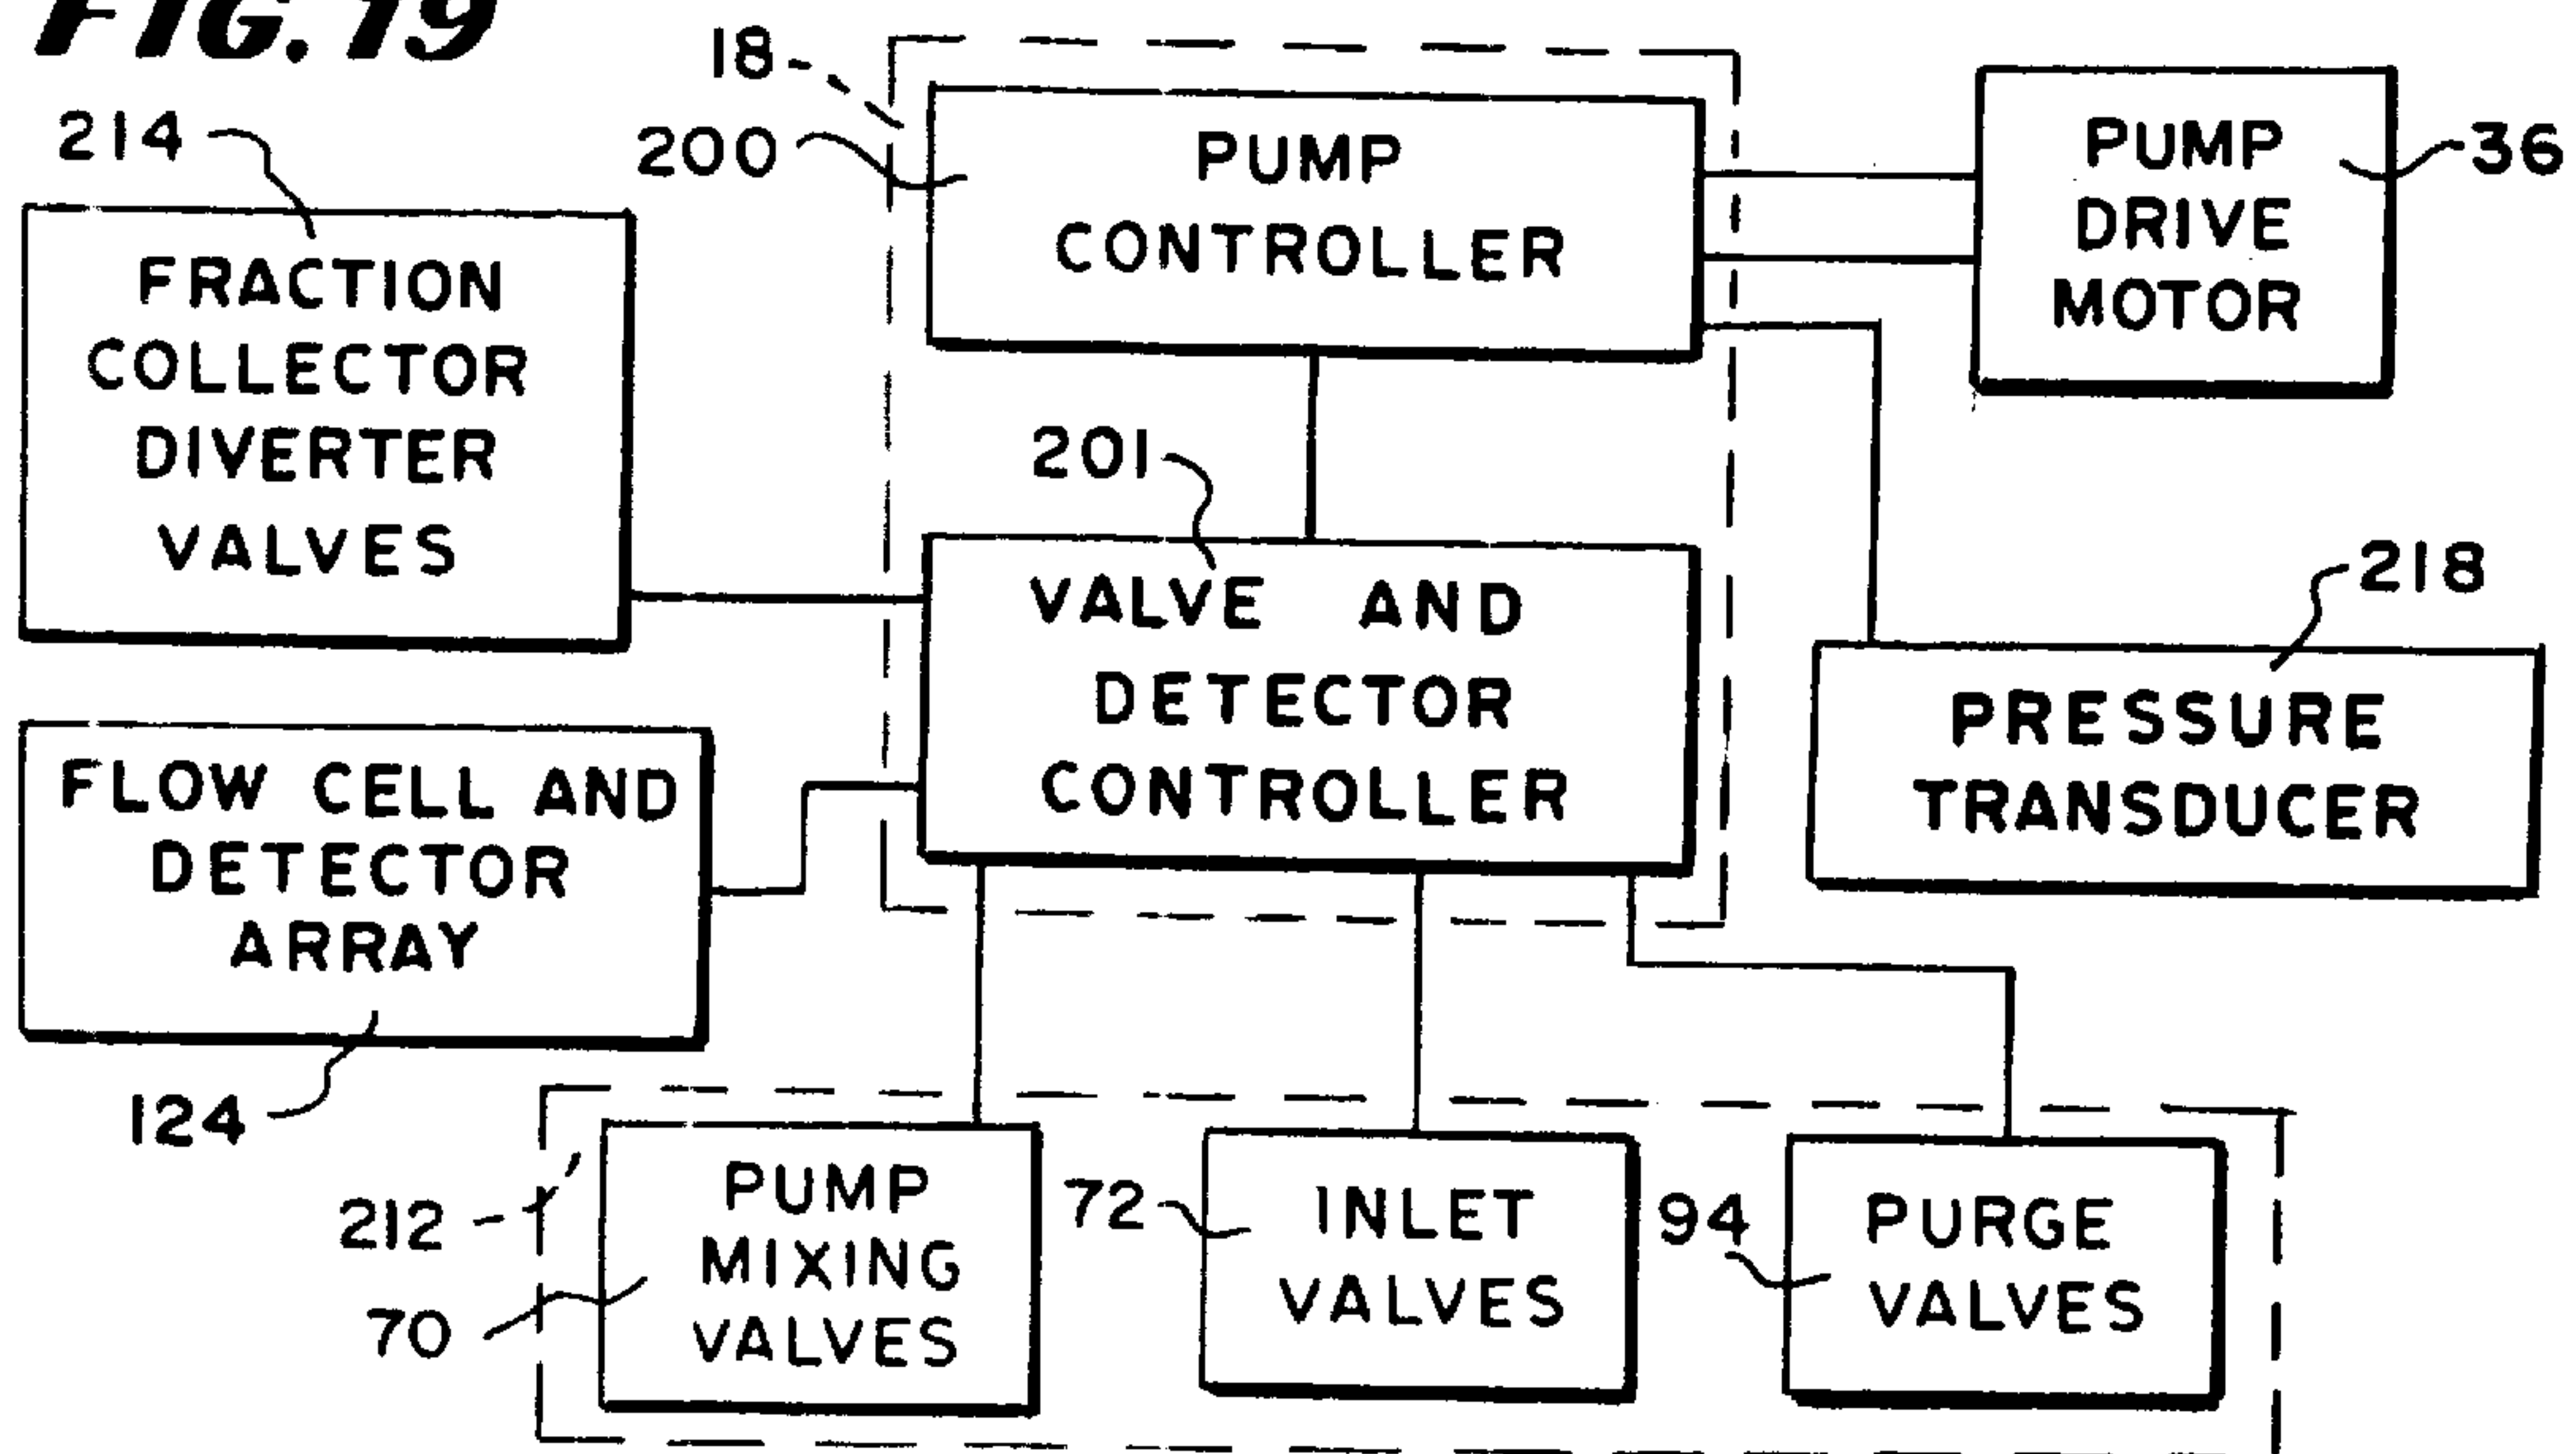 FIG. 19
18
200
PUMP
CONTROLLER
PUMP
DRIVE
MOTOR
36
214
FRACTION
COLLECTOR
DIVERTER
VALVES
201
VALVE AND
DETECTOR
CONTROLLER
218
PRESSURE
TRANSDUCER
FLOW CELL AND
DETECTOR
ARRAY
124
212
70
PUMP
MIXING
VALVES
72
INLET
VALVES
94
PURGE
VALVES